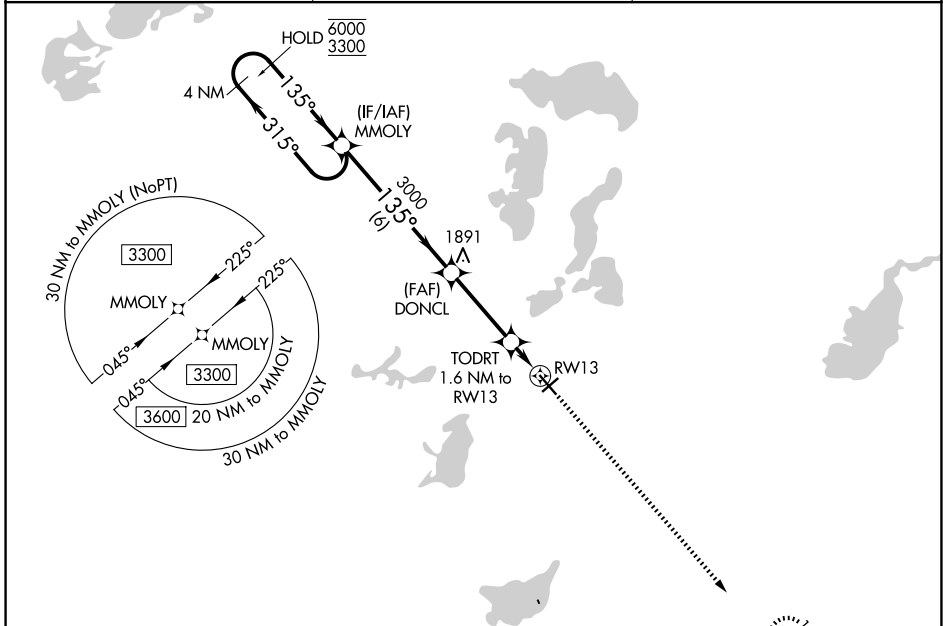 HOLD 6000
3300
4 NM
135°
315°
(IF/IAF)
MMOLY
3000
135°
(6)
1891
(FAF)
DONCL
TODRT
1.6 NM to
RW13
RW13
30 NM to MMOLY (NoPT)
3300
225°
MMOLY
045°
225°
MMOLY
045°
3300
3600
20 NM to MMOLY
30 NM to MMOLY